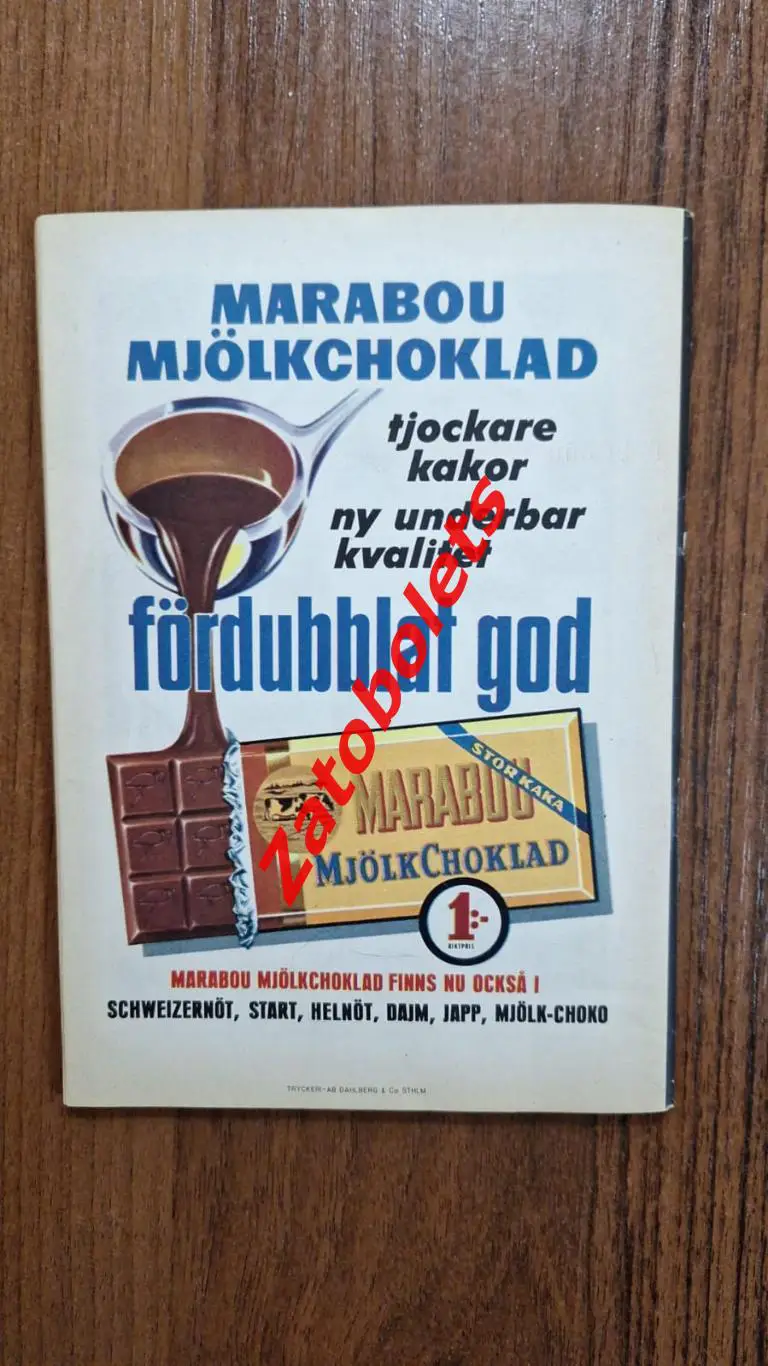 MARABOU
MJÖLKCHOKLAD
tjockare
kakor
ny underbar
kvalitet
fördubblat god
STOR KAKA
MARABOU
MJÖLKCHOKLAD
1:-
RIKTPRIS
MARABOU MJÖLKCHOKLAD FINNS NU OCKSÅ I
SCHWEIZERNÖT, START, HELNÖT, DAJM, JAPP, MJÖLK-CHOKO
TRYCKERI-AB DAHLBERG & Co STHLM
Zatobolets